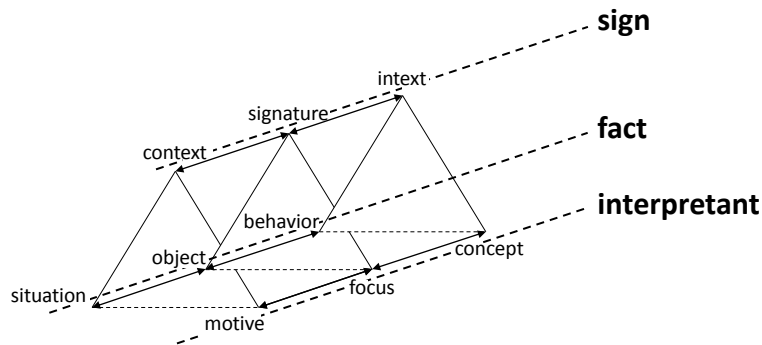 sign
intext
signature
context
fact
behavior
interpretant
object
concept
situation
focus
motive